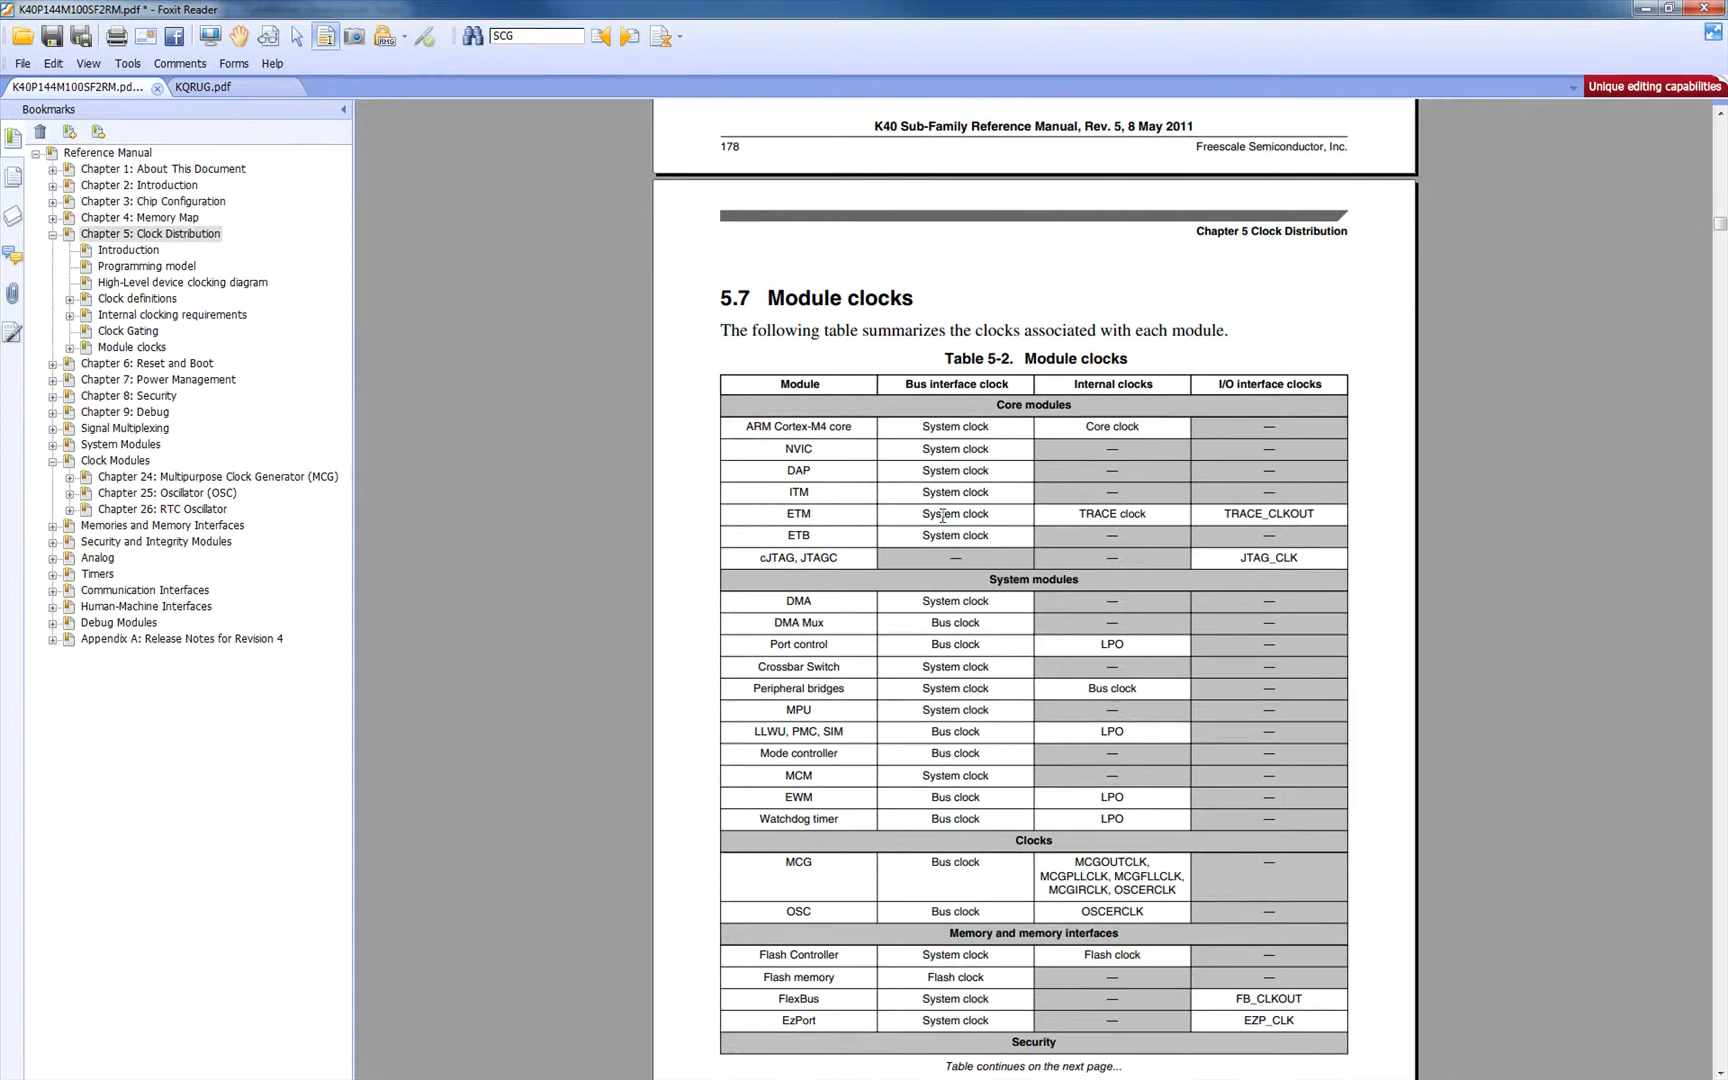 K40P144M100SF2RM.pdf * - Foxit Reader
SCG
File Edit View Tools Comments Forms Help
K40P144M100SF2RM.pd... KQRUG.pdf Unique editing capabilities
Bookmarks
Reference Manual
Chapter 1: About This Document
Chapter 2: Introduction
Chapter 3: Chip Configuration
Chapter 4: Memory Map
Chapter 5: Clock Distribution
Introduction
Programming model
High-Level device clocking diagram
Clock definitions
Internal clocking requirements
Clock Gating
Module clocks
Chapter 6: Reset and Boot
Chapter 7: Power Management
Chapter 8: Security
Chapter 9: Debug
Signal Multiplexing
System Modules
Clock Modules
Chapter 24: Multipurpose Clock Generator (MCG)
Chapter 25: Oscillator (OSC)
Chapter 26: RTC Oscillator
Memories and Memory Interfaces
Security and Integrity Modules
Analog
Timers
Communication Interfaces
Human-Machine Interfaces
Debug Modules
Appendix A: Release Notes for Revision 4
K40 Sub-Family Reference Manual, Rev. 5, 8 May 2011
178 Freescale Semiconductor, Inc.
Chapter 5 Clock Distribution
5.7 Module clocks
The following table summarizes the clocks associated with each module.
Table 5-2. Module clocks
Module Bus interface clock Internal clocks I/O interface clocks
Core modules
ARM Cortex-M4 core System clock Core clock —
NVIC System clock — —
DAP System clock — —
ITM System clock — —
ETM System clock TRACE clock TRACE_CLKOUT
ETB System clock — —
cJTAG, JTAGC — — JTAG_CLK
System modules
DMA System clock — —
DMA Mux Bus clock — —
Port control Bus clock LPO —
Crossbar Switch System clock — —
Peripheral bridges System clock Bus clock —
MPU System clock — —
LLWU, PMC, SIM Bus clock LPO —
Mode controller Bus clock — —
MCM System clock — —
EWM Bus clock LPO —
Watchdog timer Bus clock LPO —
Clocks
MCG Bus clock MCGOUTCLK, —
MCGPLLCLK, MCGFLLCLK,
MCGIRCLK, OSCERCLK
OSC Bus clock OSCERCLK —
Memory and memory interfaces
Flash Controller System clock Flash clock —
Flash memory Flash clock — —
FlexBus System clock — FB_CLKOUT
EzPort System clock — EZP_CLK
Security
Table continues on the next page...